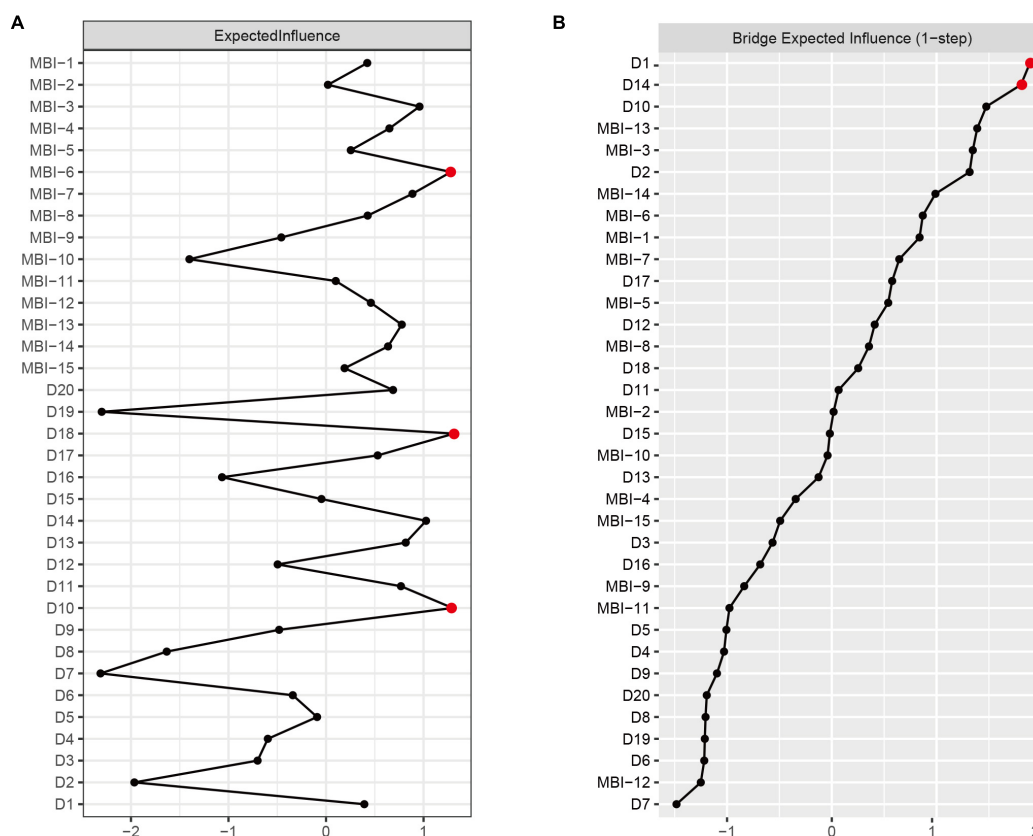 A
ExpectedInfluence
MBI−1
MBI−2
MBI−3
MBI−4
MBI−5
MBI−6
MBI−7
MBI−8
MBI−9
MBI−10
MBI−11
MBI−12
MBI−13
MBI−14
MBI−15
D20
D19
D18
D17
D16
D15
D14
D13
D12
D11
D10
D9
D8
D7
D6
D5
D4
D3
D2
D1
−2 −1 0 1
B
Bridge Expected Influence (1−step)
D1
D14
D10
MBI−13
MBI−3
D2
MBI−14
MBI−6
MBI−1
MBI−7
D17
MBI−5
D12
MBI−8
D18
D11
MBI−2
D15
MBI−10
D13
MBI−4
MBI−15
D3
D16
MBI−9
MBI−11
D5
D4
D9
D20
D8
D19
D6
MBI−12
D7
−1 0 1